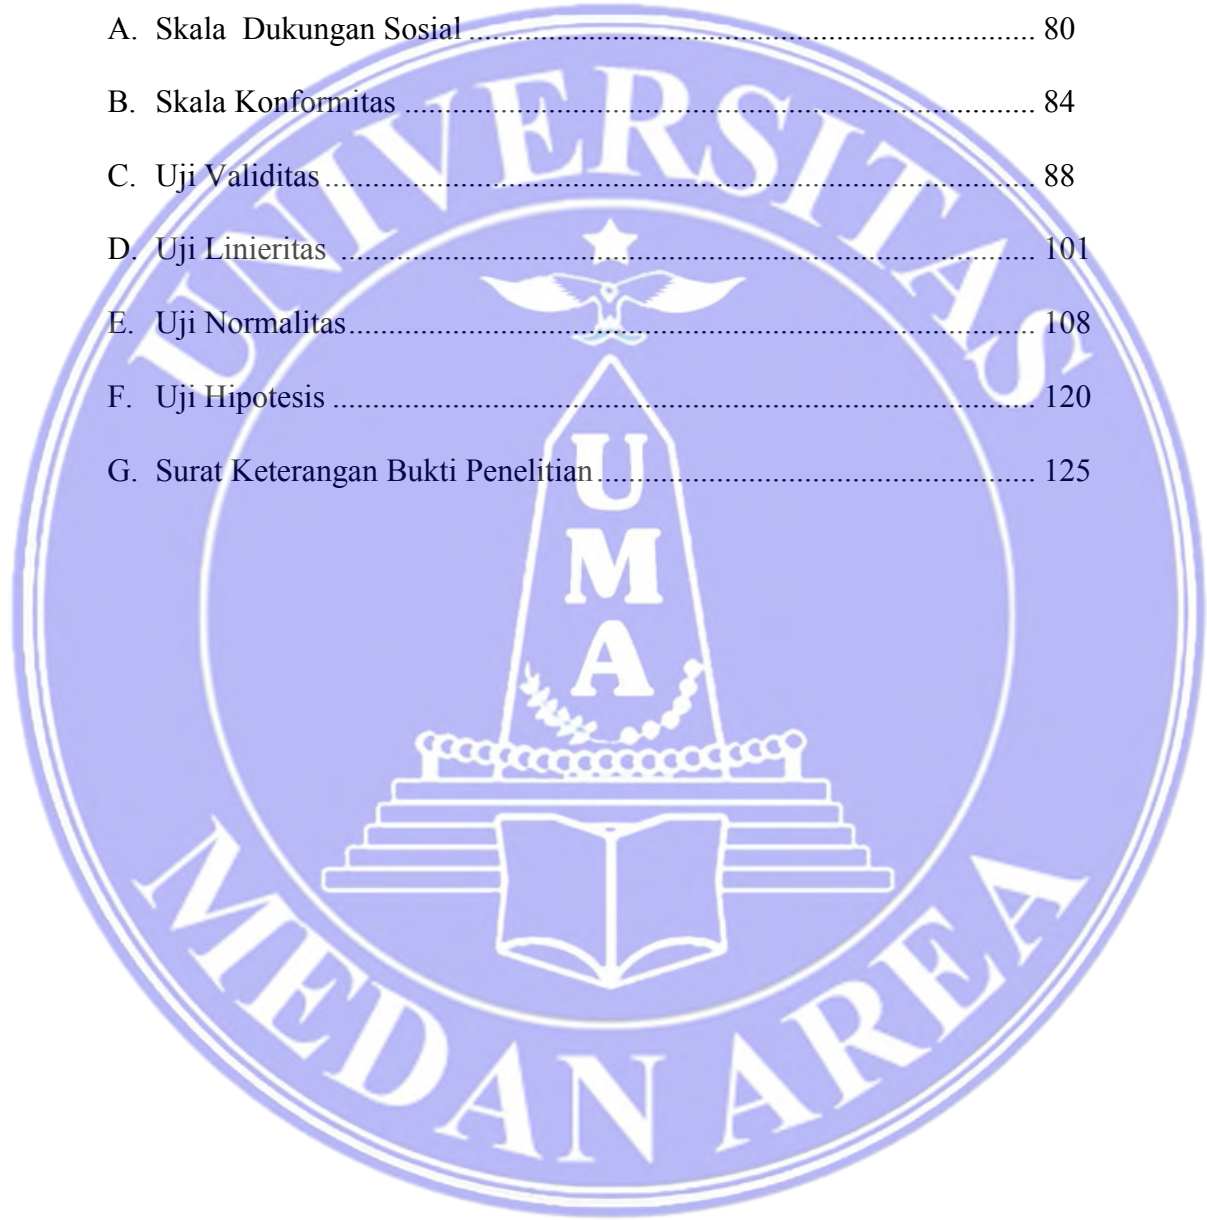 A. Skala Dukungan Sosial ........................................................................ 80
B. Skala Konformitas ................................................................................ 84
C. Uji Validitas .......................................................................................... 88
D. Uji Linieritas ........................................................................................ 101
E. Uji Normalitas ....................................................................................... 108
F. Uji Hipotesis ......................................................................................... 120
G. Surat Keterangan Bukti Penelitian ........................................................ 125
UNIVERSITAS
U
M
A
MEDAN AREA